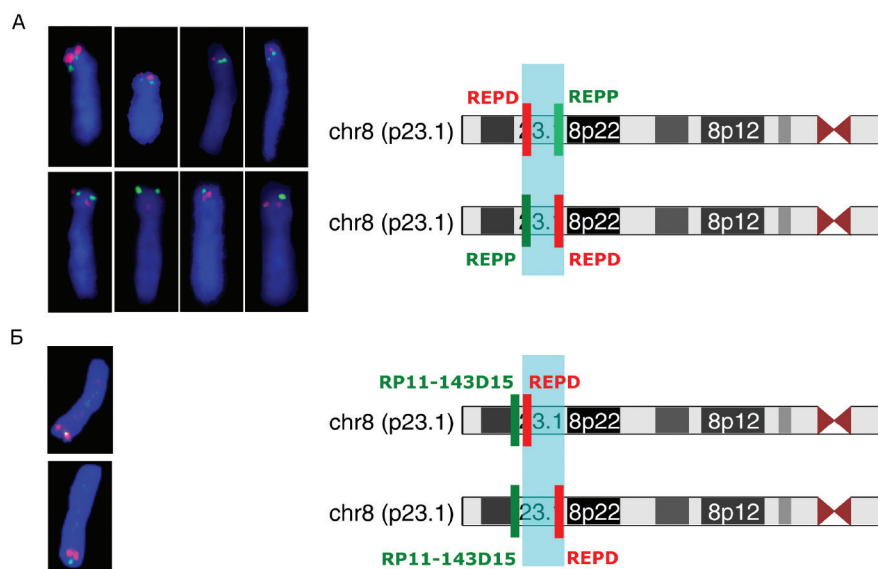 А
REPD REPP
chr8 (p23.1) 23.1 8p22 8p12
chr8 (p23.1) 23.1 8p22 8p12
REPP REPD
Б
RP11-143D15 REPD
chr8 (p23.1) 23.1 8p22 8p12
chr8 (p23.1) 23.1 8p22 8p12
RP11-143D15 REPD